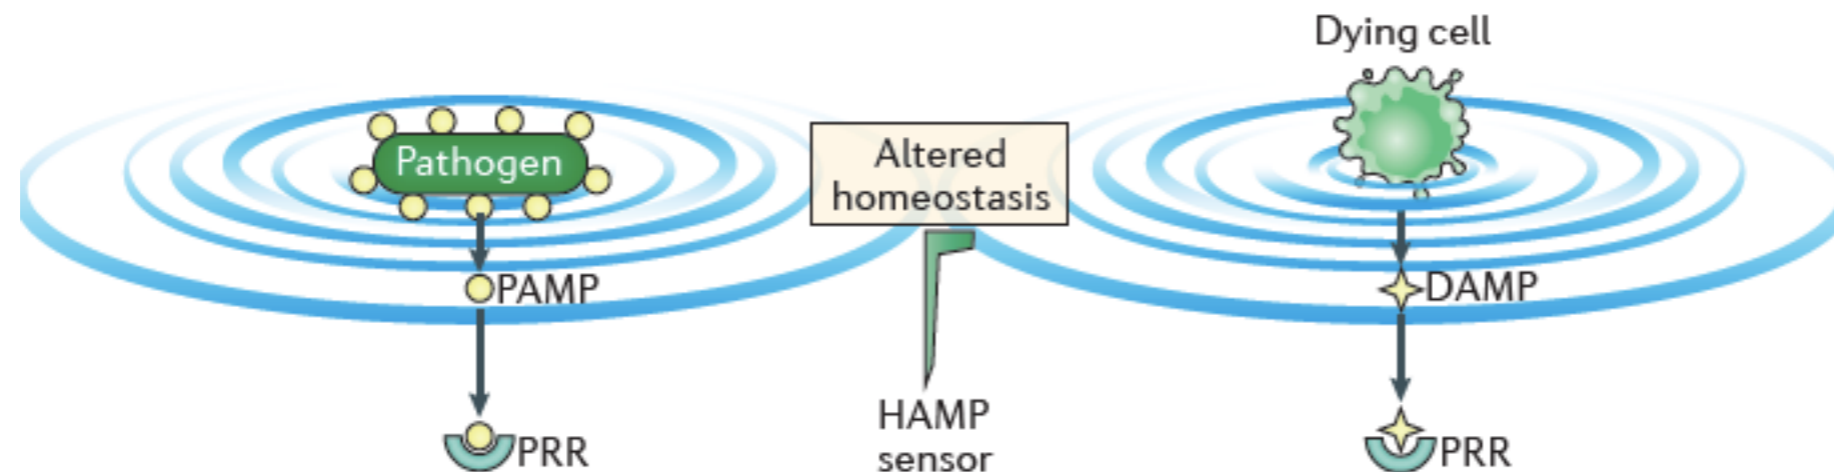 Dying cell
Pathogen
Altered
homeostasis
PAMP
DAMP
HAMP
sensor
PRR
PRR